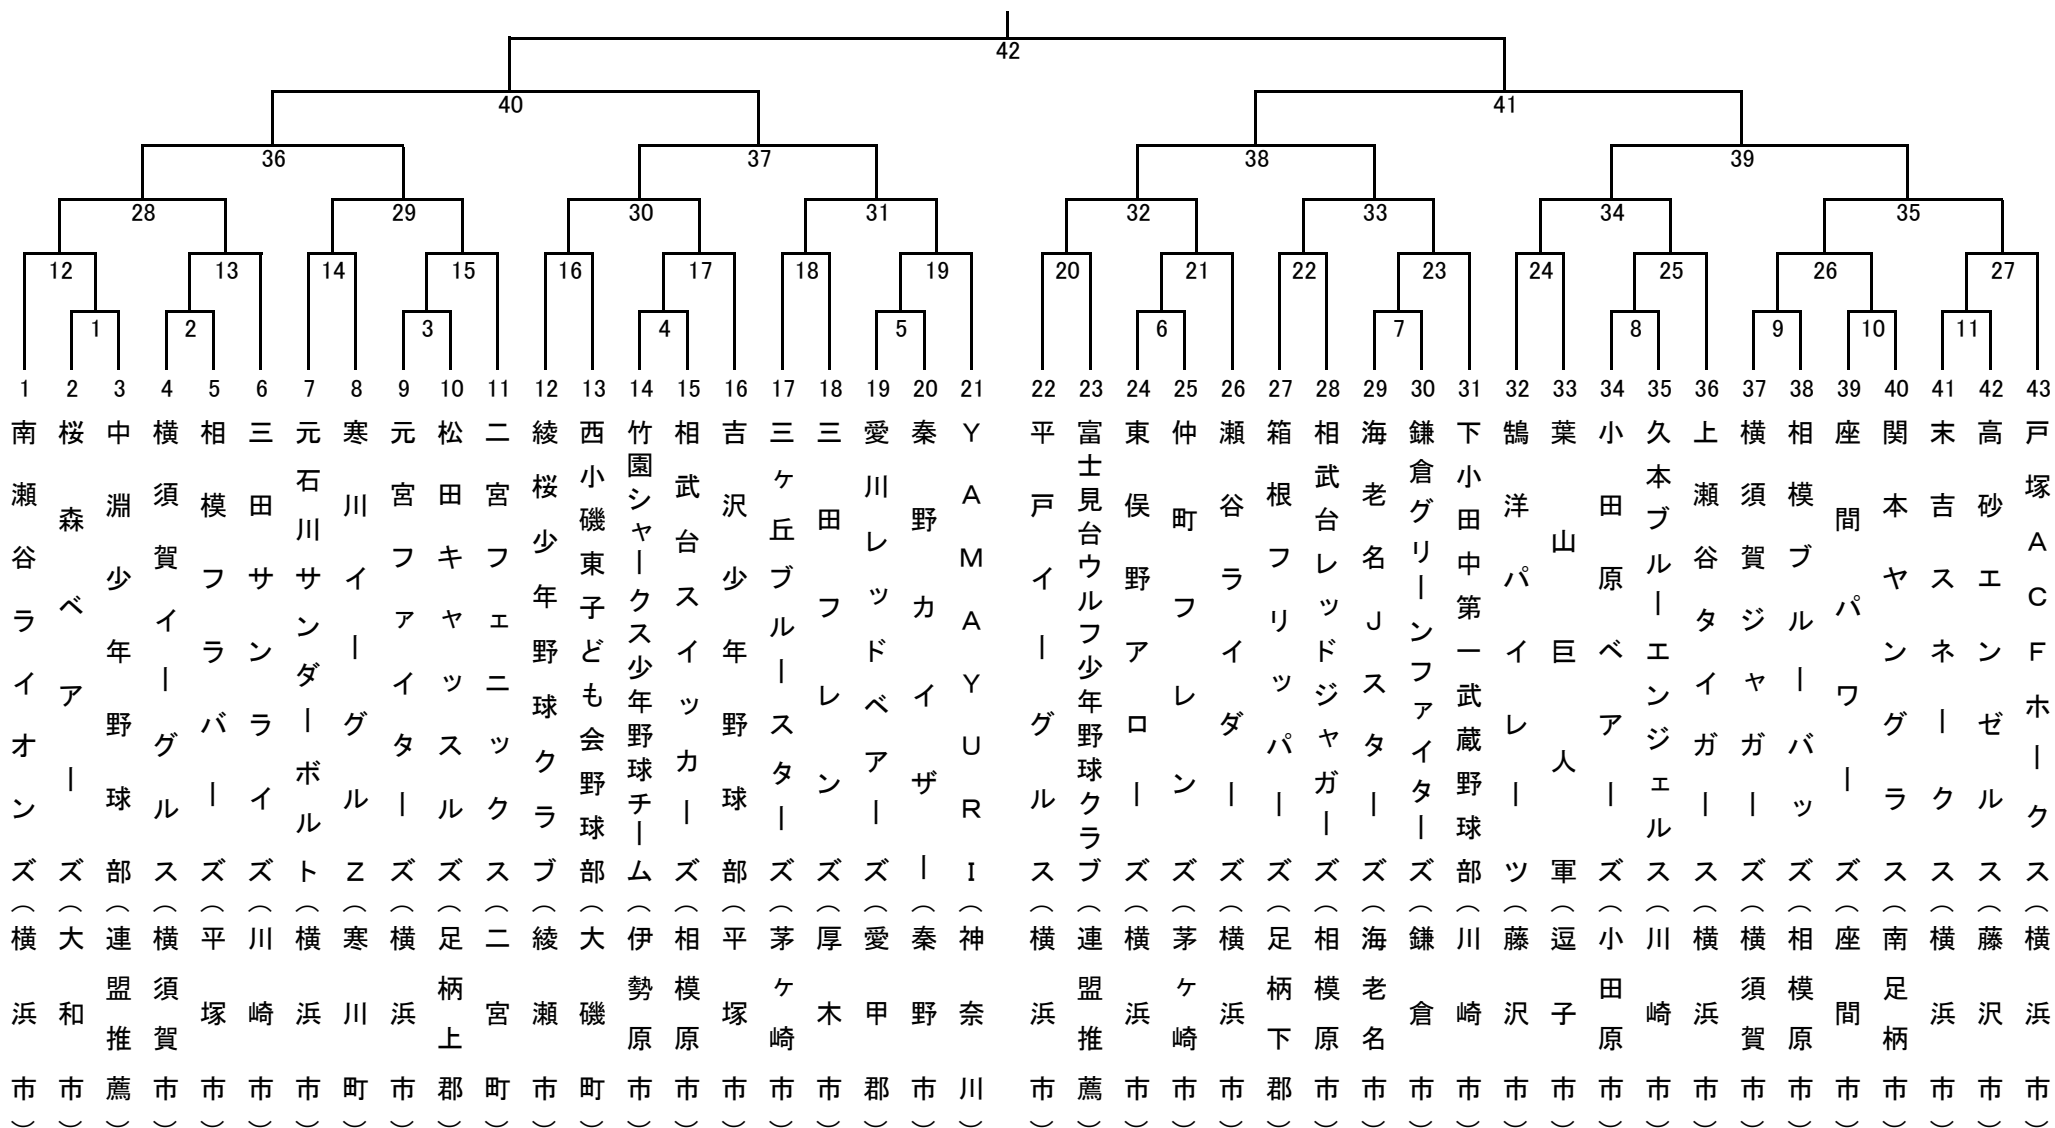 42
40
41
36
37
38
39
28
29
30
31
32
33
34
35
12
13
14
15
16
17
18
19
20
21
22
23
24
25
26
27
1
2
3
4
5
6
7
8
9
10
11
1 南瀬谷ライオンズ（横浜市）
2 桜森ベアーズ（大和市）
3 中淵少年野球部（連盟推薦）
4 横須賀イーグルス（横須賀市）
5 相模フラバーズ（平塚市）
6 三田サンライズ（川崎市）
7 元石川サンダーボルト（横浜市）
8 寒川イーグルZ（寒川町）
9 元宮ファイターズ（横浜市）
10 松田キャッスルズ（足柄上郡）
11 二宮フェニックス（二宮町）
12 綾桜少年野球クラブ（綾瀬市）
13 西小磯東子ども会野球部（大磯町）
14 竹園シャークス少年野球チーム（伊勢原市）
15 相武台スイッカーズ（相模原市）
16 吉沢少年野球部（平塚市）
17 三ヶ丘ブルースターズ（茅ヶ崎市）
18 三田フレンズ（厚木市）
19 愛川レッドベアーズ（愛甲郡）
20 秦野カイザー（秦野市）
21 ＹＡＭＡＹＵＲＩ（神奈川）
22 平戸イーグルス（横浜市）
23 富士見台ウルフ少年野球クラブ（連盟推薦）
24 東俣野アローズ（横浜市）
25 仲町フレンズ（茅ヶ崎市）
26 瀬谷ライダーズ（横浜市）
27 箱根フリッパーズ（足柄下郡）
28 相武台レッドジャガーズ（相模原市）
29 海老名Ｊスターズ（海老名市）
30 鎌倉グリーンファイターズ（鎌倉市）
31 下小田中第一武蔵野球部（川崎市）
32 鵠洋パイレーツ（藤沢市）
33 葉山巨人軍（逗子市）
34 小田原ベアーズ（小田原市）
35 久本ブルーエンジェルス（川崎市）
36 上瀬谷タイガース（横浜市）
37 横須賀ジャガーズ（横須賀市）
38 相模ブルーバッズ（相模原市）
39 座間パワーズ（座間市）
40 関本ヤングラス（南足柄市）
41 末吉スネークス（横浜市）
42 高砂エンゼルス（藤沢市）
43 戸塚ＡＣＦホークス（横浜市）